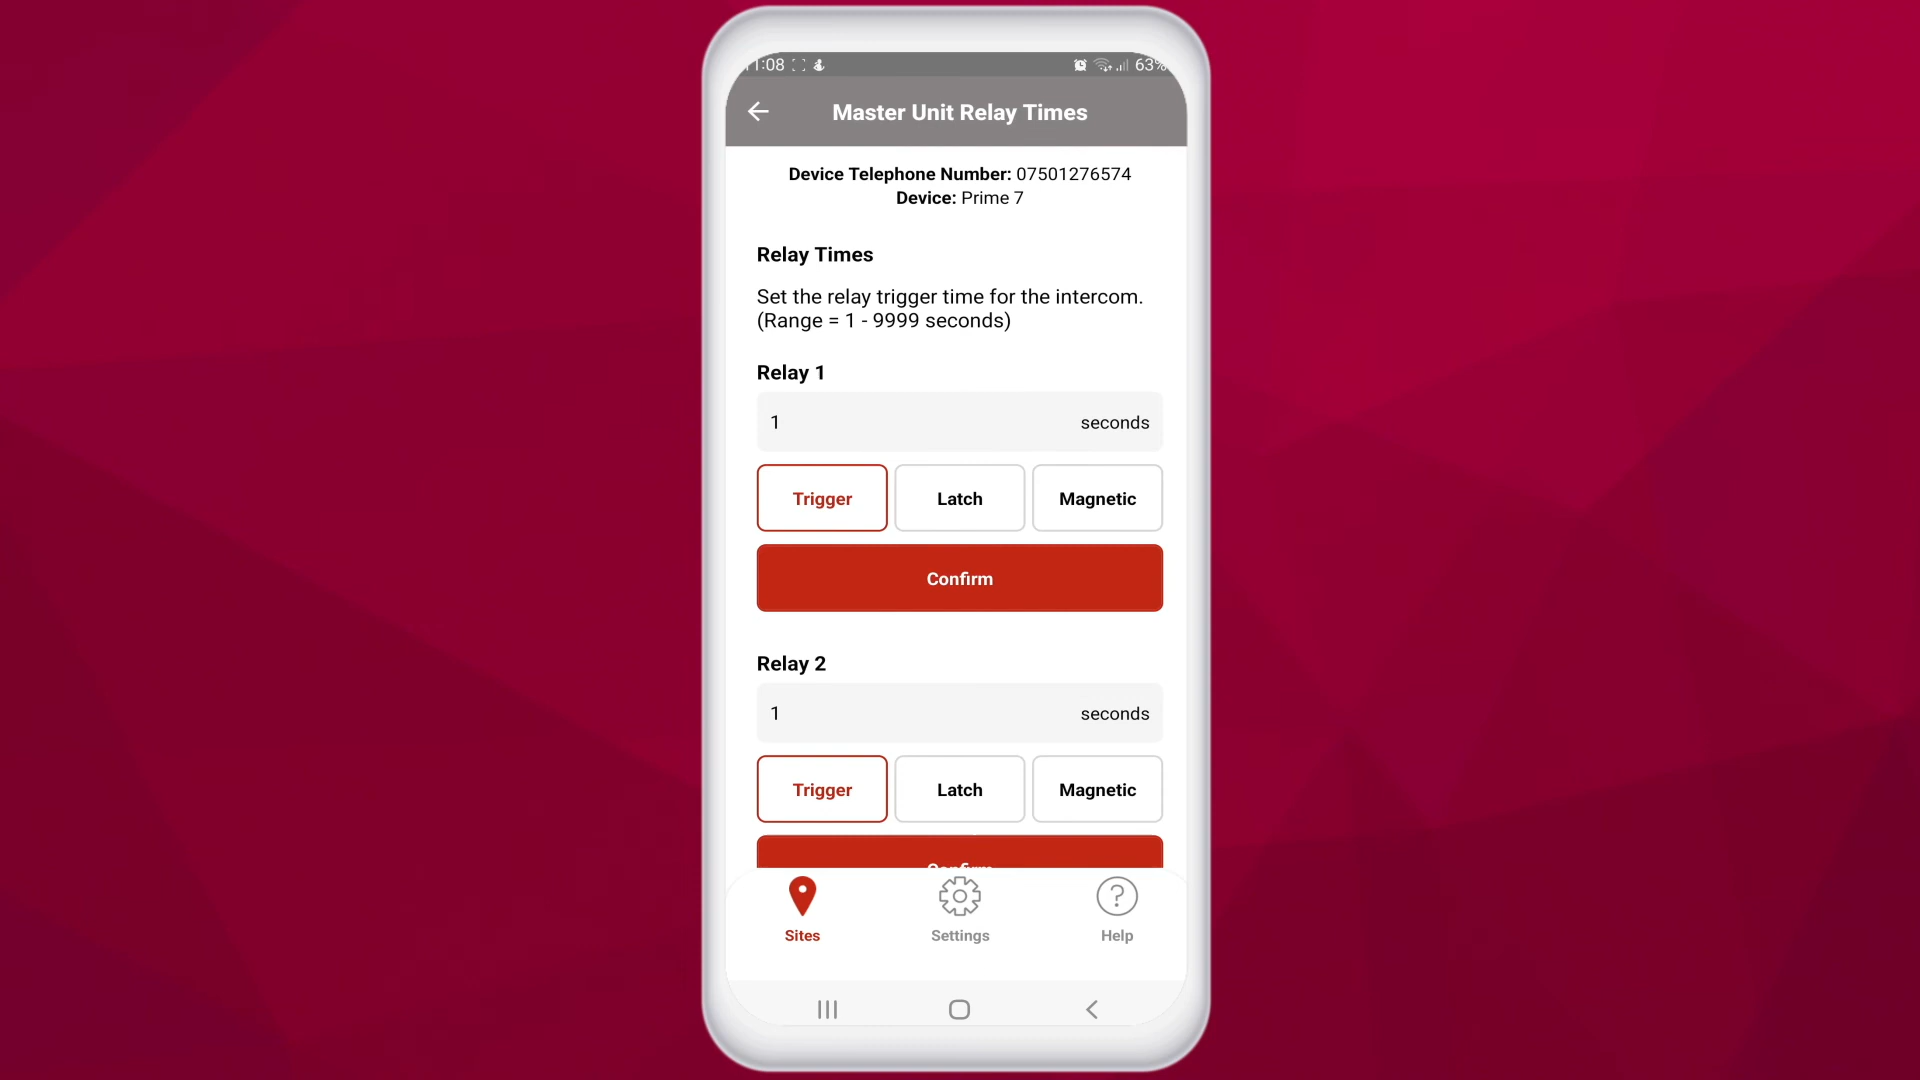 11:08 63%
Master Unit Relay Times
Device Telephone Number: 07501276574
Device: Prime 7
Relay Times
Set the relay trigger time for the intercom.
(Range = 1 - 9999 seconds)
Relay 1
1 seconds
Trigger Latch Magnetic
Confirm
Relay 2
1 seconds
Trigger Latch Magnetic
Confirm
Sites Settings Help